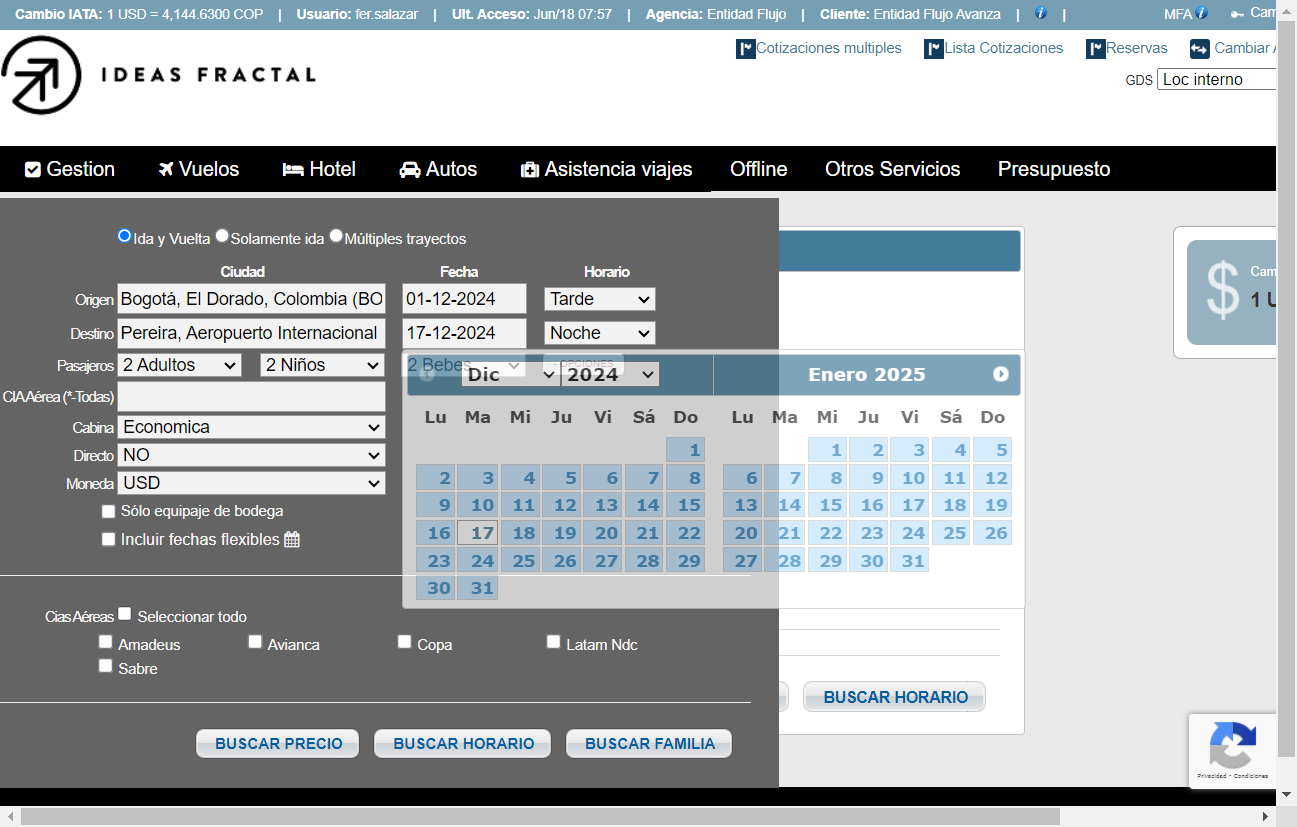 Cambio IATA: 1 USD = 4,144.6300 COP | Usuario: fer.salazar | Ult. Acceso: Jun/18 07:57 | Agencia: Entidad Flujo | Cliente: Entidad Flujo Avanza | | MFA Cam
IDEAS FRACTAL
Cotizaciones multiples Lista Cotizaciones Reservas Cambiar A
GDS Loc interno
Gestion Vuelos Hotel Autos Asistencia viajes Offline Otros Servicios Presupuesto
Ida y Vuelta Solamente ida Múltiples trayectos
Ciudad Fecha Horario
Origen Bogotá, El Dorado, Colombia (BO 01-12-2024 Tarde
Destino Pereira, Aeropuerto Internacional 17-12-2024 Noche
Pasajeros 2 Adultos 2 Niños 2 Bebes - OPCIONES
CIA Aérea (*-Todas)
Cabina Economica
Directo NO
Moneda USD
Sólo equipaje de bodega
Incluir fechas flexibles
Dic 2024
Lu Ma Mi Ju Vi Sá Do
1
2 3 4 5 6 7 8
9 10 11 12 13 14 15
16 17 18 19 20 21 22
23 24 25 26 27 28 29
30 31
Enero 2025
Lu Ma Mi Ju Vi Sá Do
1 2 3 4 5
6 7 8 9 10 11 12
13 14 15 16 17 18 19
20 21 22 23 24 25 26
27 28 29 30 31
Cam
$ 1 U
Cias Aéreas Seleccionar todo
Amadeus Avianca Copa Latam Ndc
Sabre
BUSCAR HORARIO
BUSCAR PRECIO BUSCAR HORARIO BUSCAR FAMILIA
Privacidad - Condiciones